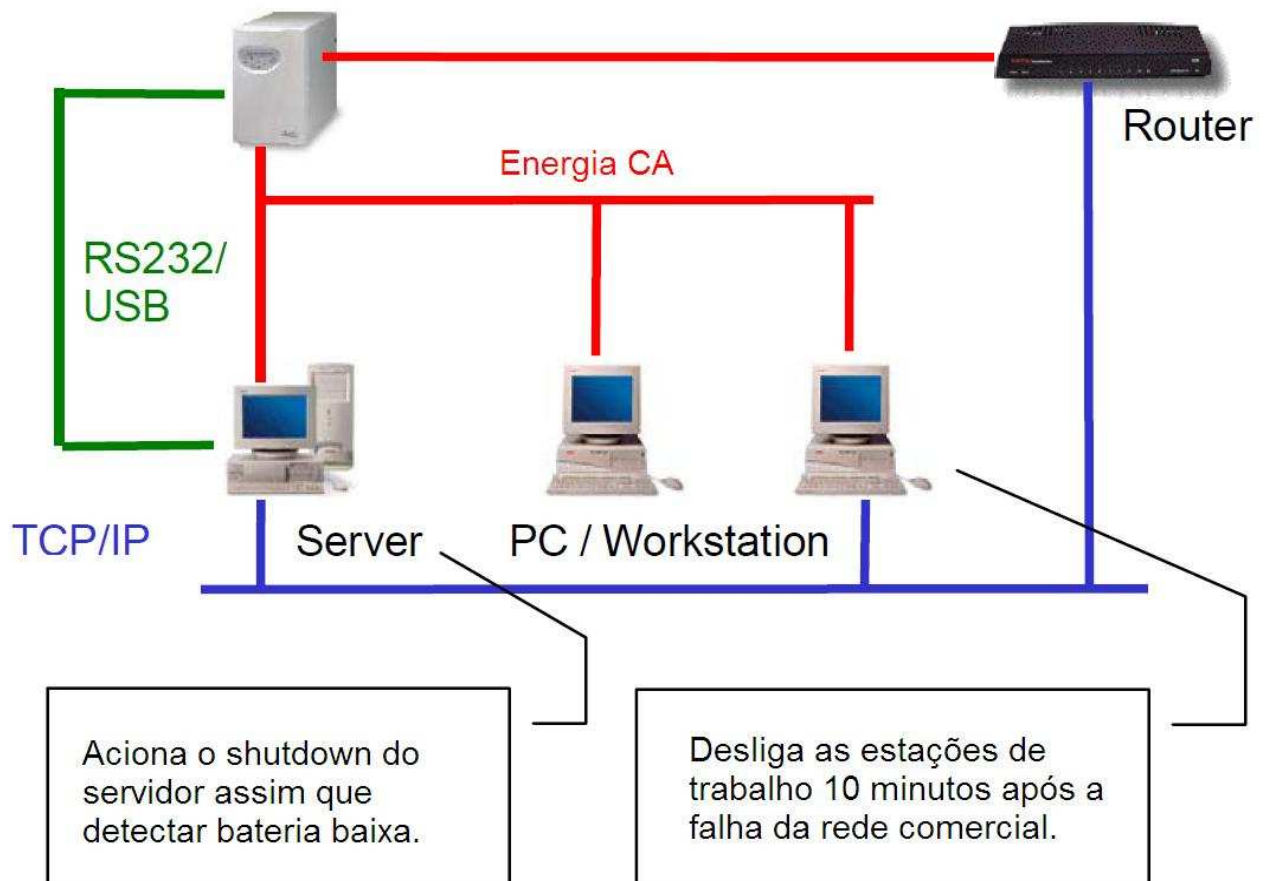 Router
Energia CA
RS232/
USB
TCP/IP
Server
PC / Workstation
Aciona o shutdown do
servidor assim que
detectar bateria baixa.
Desliga as estações de
trabalho 10 minutos após a
falha da rede comercial.